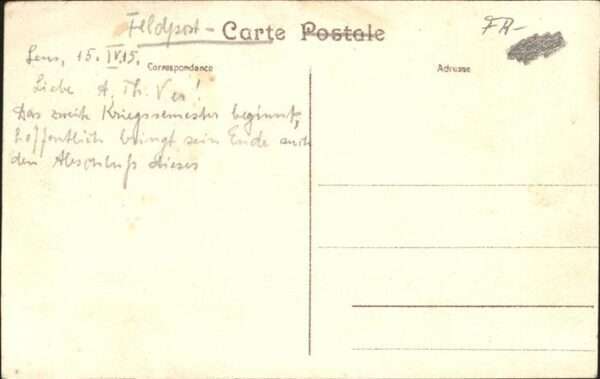 Feldpost - Carte Postale
FR-
Lens, 15. IV. 15.
Correspondance
Adresse
Liebe A. Th. Ver!
Das zweite Kriegssemester beginnt,
hoffentlich bringt sein Ende auch
den Abschluß dieses